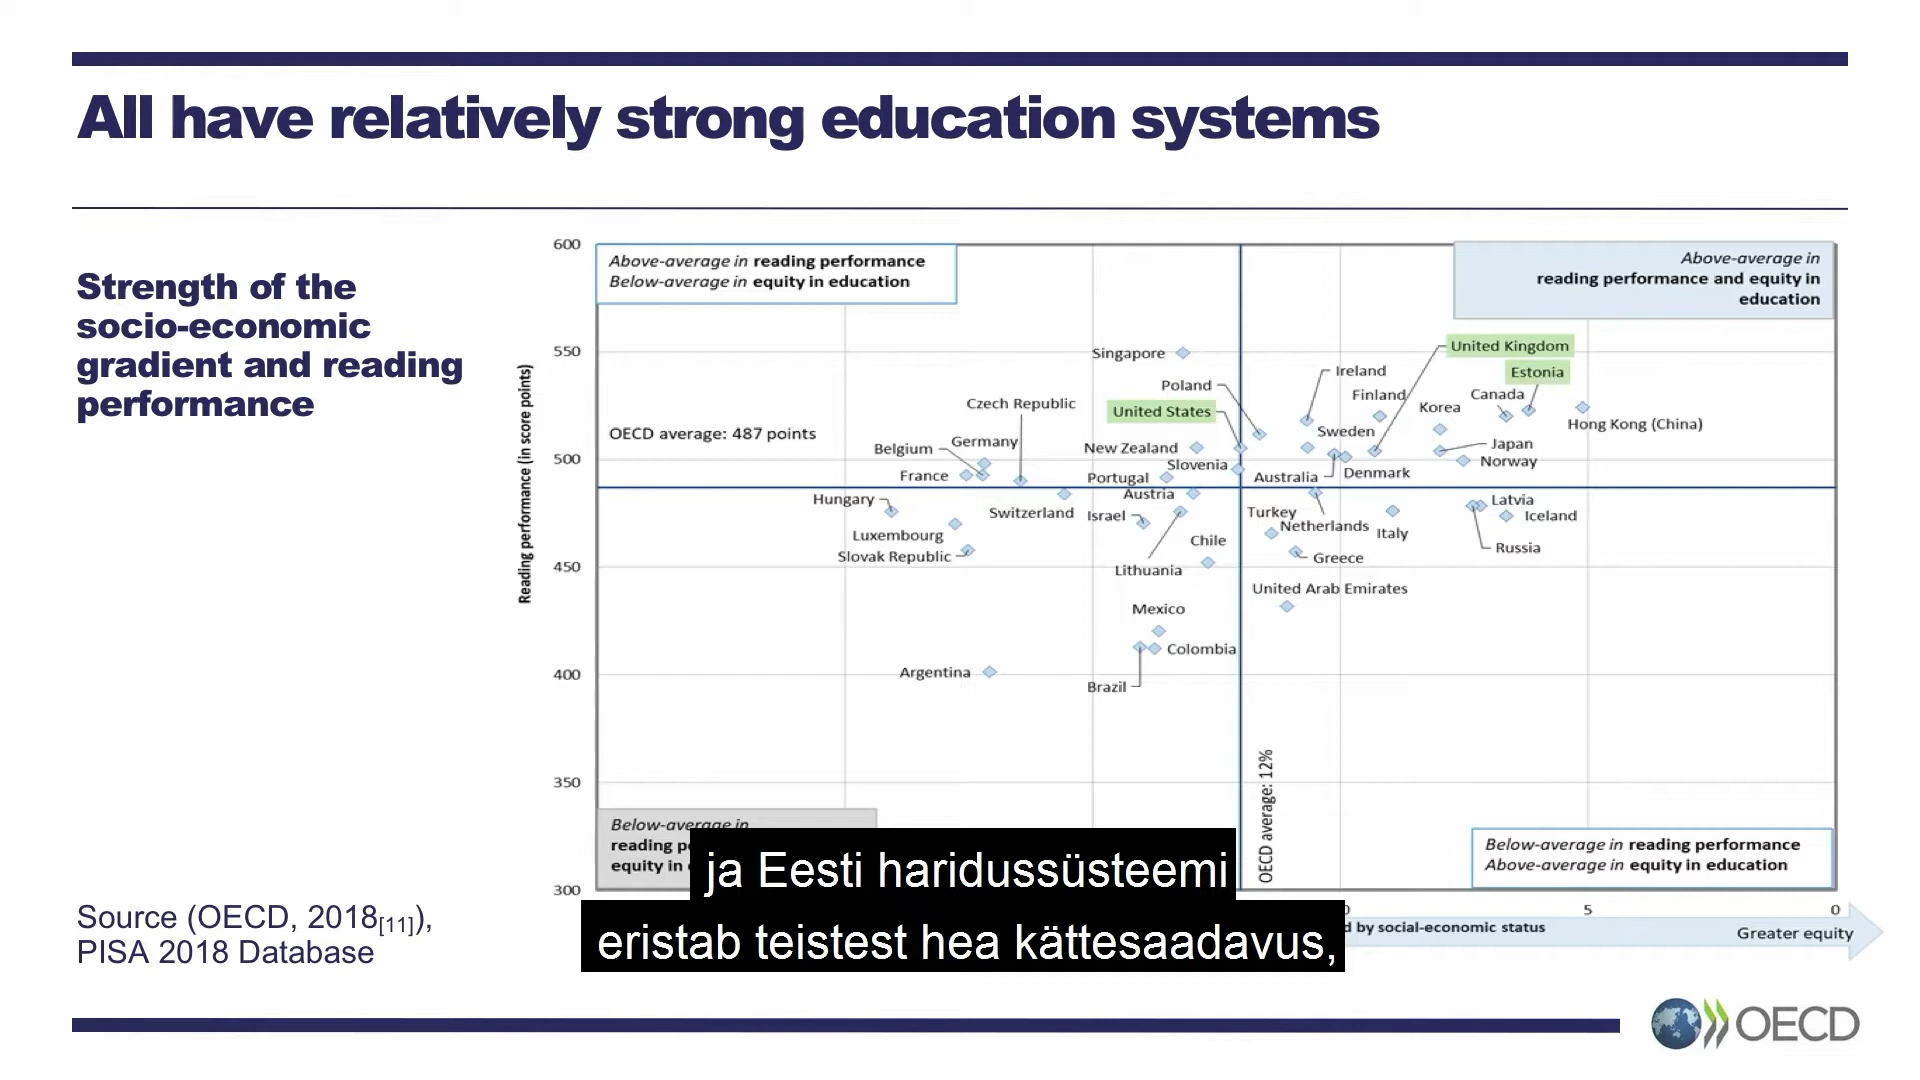 All have relatively strong education systems
Strength of the
socio-economic
gradient and reading
performance
Source (OECD, 2018[11]),
PISA 2018 Database
Reading performance (in score points)
600
550
500
450
400
350
300
Above-average in reading performance
Below-average in equity in education
Above-average in
reading performance and equity in
education
OECD average: 487 points
Singapore
United Kingdom
Ireland
Estonia
Poland
Finland
Canada
Czech Republic
United States
Korea
Hong Kong (China)
Sweden
Germany
Belgium
New Zealand
Japan
Slovenia
Norway
France
Portugal
Australia
Denmark
Austria
Hungary
Latvia
Switzerland
Israel
Turkey
Iceland
Netherlands
Luxembourg
Italy
Chile
Russia
Slovak Republic
Greece
Lithuania
United Arab Emirates
Mexico
Colombia
Argentina
Brazil
OECD average: 12%
Below-average in
reading
equity in
Below-average in reading performance
Above-average in equity in education
5
0
by social-economic status
Greater equity
ja Eesti haridussüsteemi
eristab teistest hea kättesaadavus,
OECD